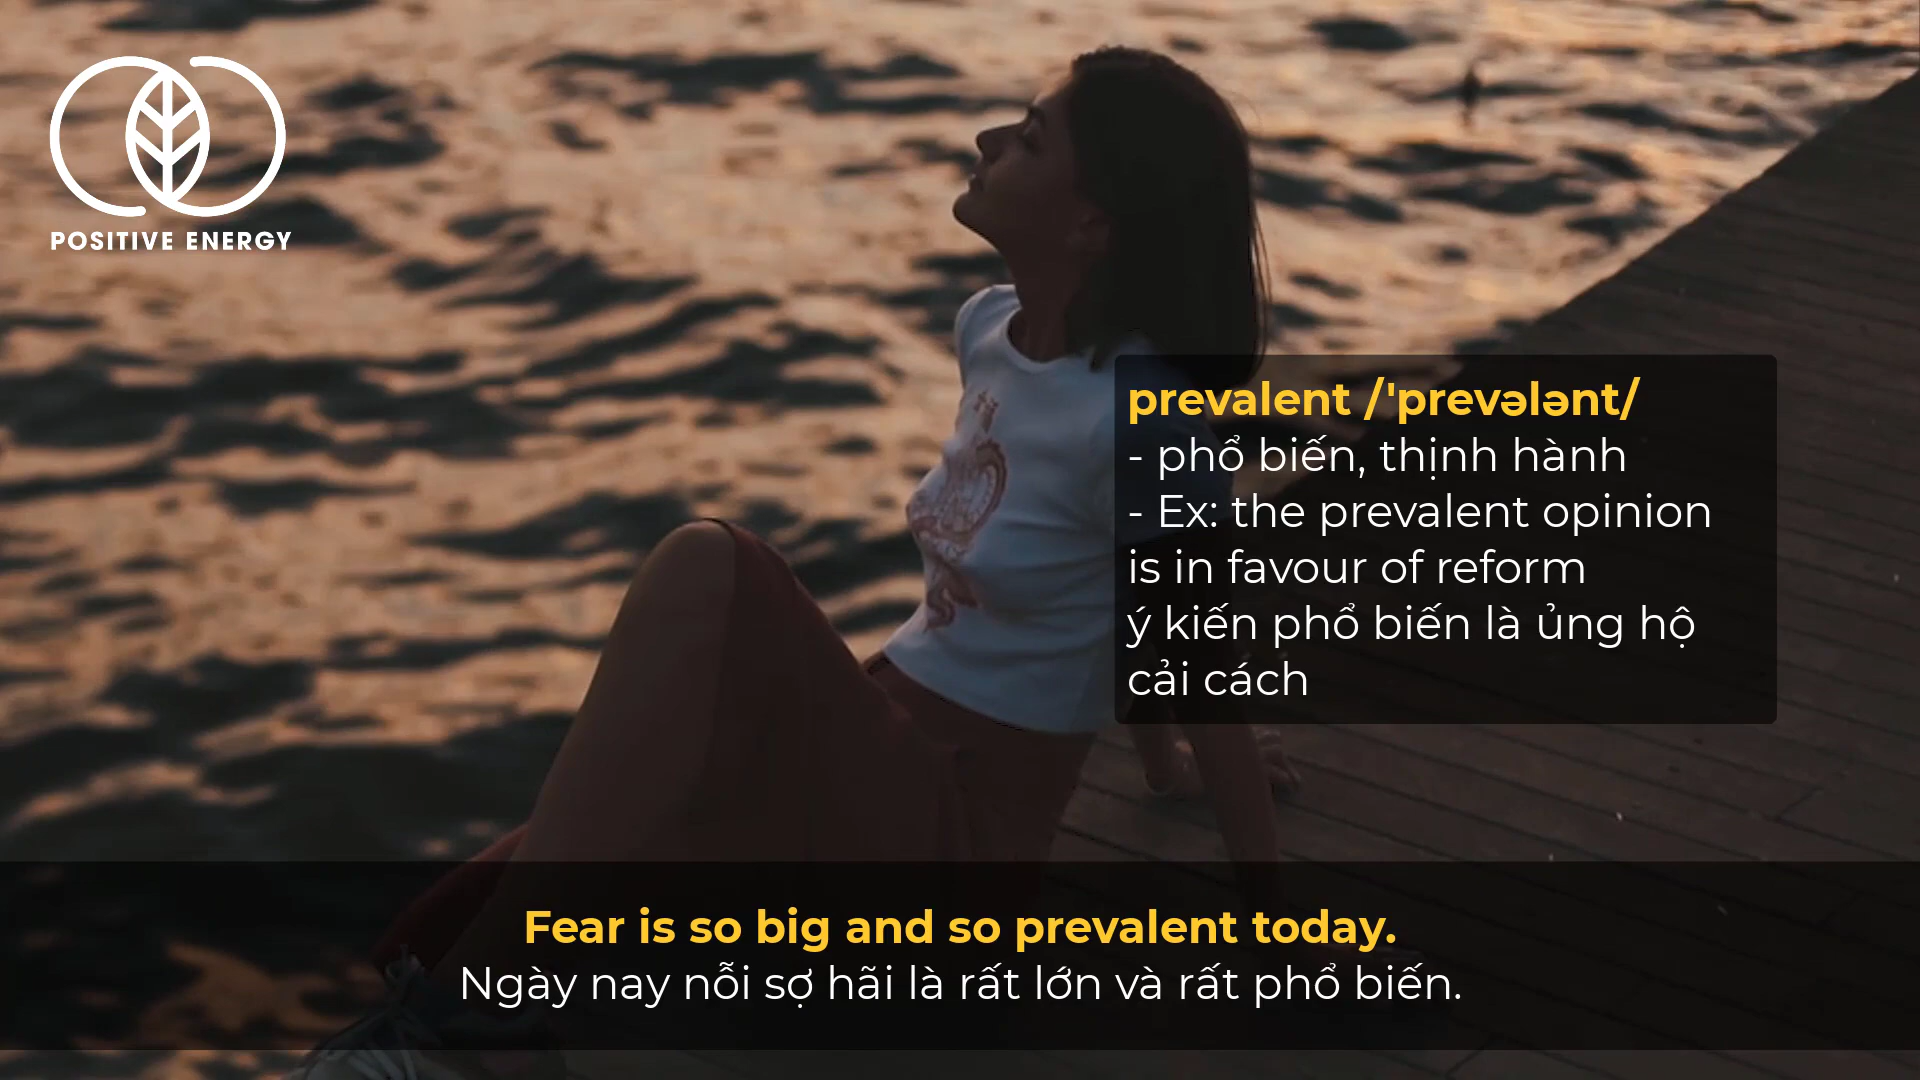 POSITIVE ENERGY
prevalent /'prevələnt/
- phổ biến, thịnh hành
- Ex: the prevalent opinion
is in favour of reform
ý kiến phổ biến là ủng hộ
cải cách
Fear is so big and so prevalent today.
Ngày nay nỗi sợ hãi là rất lớn và rất phổ biến.